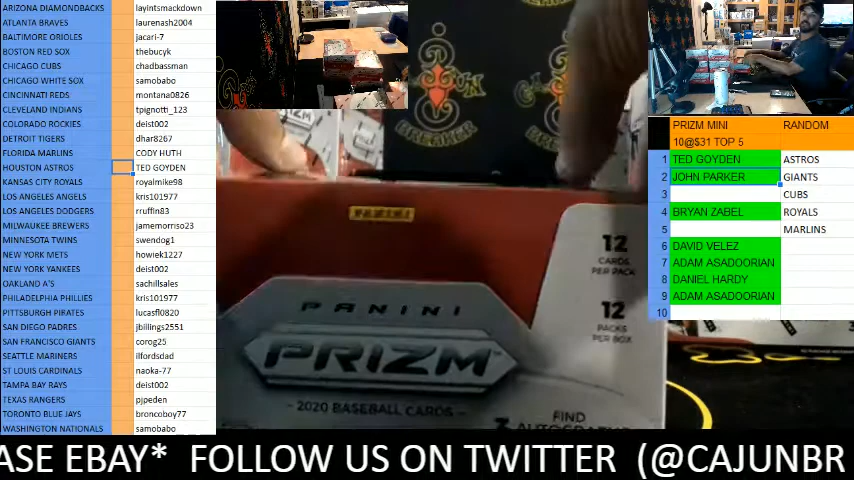 ARIZONA DIAMONDBACKS layintsmackdown
ATLANTA BRAVES laurenash2004
BALTIMORE ORIOLES jacari-7
BOSTON RED SOX thebucyk
CHICAGO CUBS chadbassman
CHICAGO WHITE SOX samobabo
CINCINNATI REDS montana0826
CLEVELAND INDIANS tpignotti_123
COLORADO ROCKIES deist002
DETROIT TIGERS dhar8267
FLORIDA MARLINS CODY HUTH
HOUSTON ASTROS TED GOYDEN
KANSAS CITY ROYALS royalmike98
LOS ANGELES ANGELS kris101977
LOS ANGELES DODGERS rruffin83
MILWAUKEE BREWERS jamemorriso23
MINNESOTA TWINS swendog1
NEW YORK METS howiek1227
NEW YORK YANKEES deist002
OAKLAND A'S sachillsales
PHILADELPHIA PHILLIES kris101977
PITTSBURGH PIRATES lucasfl0820
SAN DIEGO PADRES jbillings2551
SAN FRANCISCO GIANTS corog25
SEATTLE MARINERS ilfordsdad
ST LOUIS CARDINALS naoka-77
TAMPA BAY RAYS deist002
TEXAS RANGERS pjpeden
TORONTO BLUE JAYS broncoboy77
WASHINGTON NATIONALS samobabo
BREAKER
PANINI
12
CARDS
PER PACK
12
PACKS
PER BOX
PANINI
PRIZM
- 2020 BASEBALL CARDS -
FIND
PRIZM MINI RANDOM
10@$31 TOP 5
1 TED GOYDEN ASTROS
2 JOHN PARKER GIANTS
3 CUBS
4 BRYAN ZABEL ROYALS
5 MARLINS
6 DAVID VELEZ
7 ADAM ASADOORIAN
8 DANIEL HARDY
9 ADAM ASADOORIAN
10
ASE EBAY* FOLLOW US ON TWITTER (@CAJUNBR